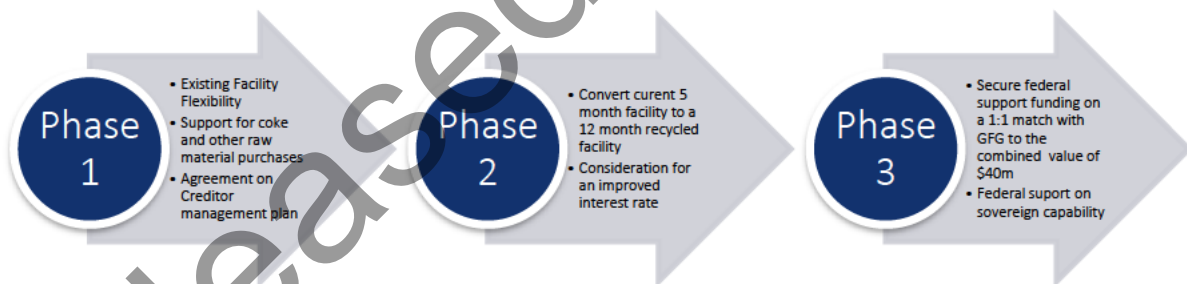 Phase
1
• Existing Facility
Flexibility
• Support for coke
and other raw
material purchases
• Agreement on
Creditor
management plan
Phase
2
• Convert curent 5
month facility to a
12 month recycled
facility
• Consideration for
an improved
interest rate
Phase
3
• Secure federal
support funding on
a 1:1 match with
GFG to the
combined value of
$40m
• Federal suport on
sovereign capability